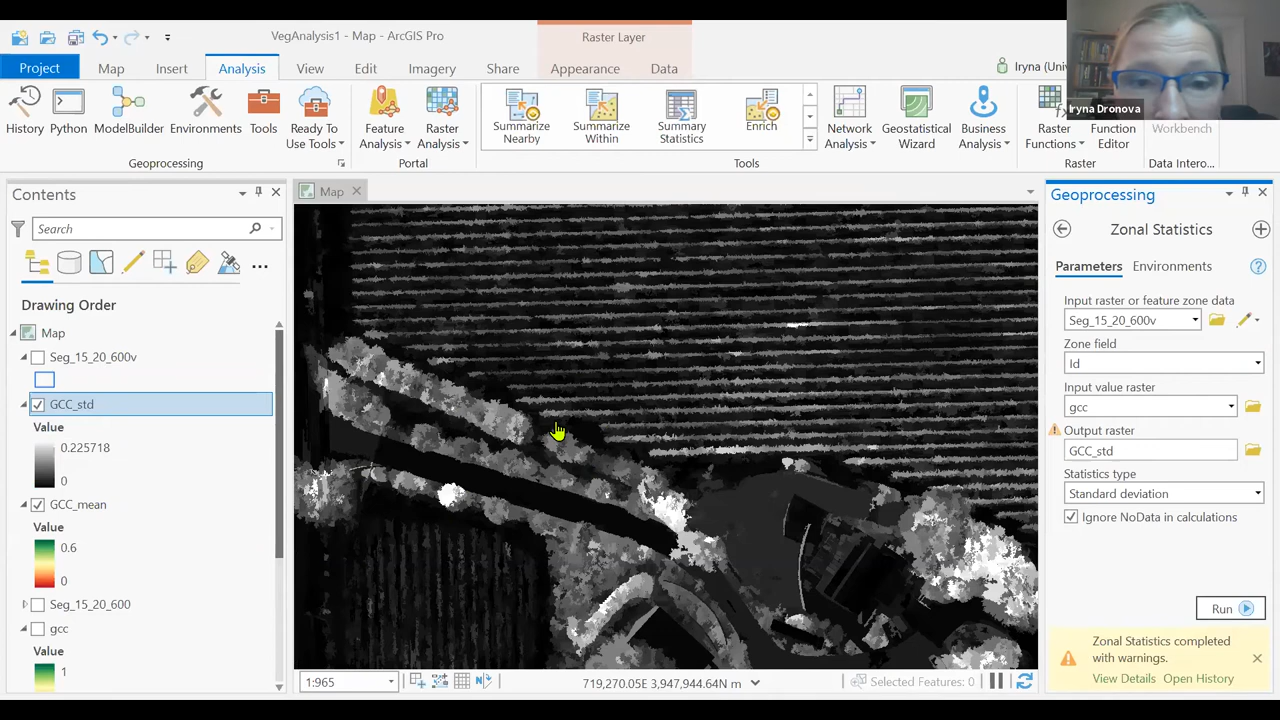 VegAnalysis1 - Map - ArcGIS Pro
Raster Layer
Project
Map
Insert
Analysis
View
Edit
Imagery
Share
Appearance
Data
Iryna (Uni
Iryna Dronova
History
Python
ModelBuilder
Environments
Tools
Ready To
Use Tools
Feature
Analysis
Raster
Analysis
Summarize
Nearby
Summarize
Within
Summary
Statistics
Enrich
Network
Analysis
Geostatistical
Wizard
Business
Analysis
Raster
Functions
Function
Editor
Workbench
Geoprocessing
Portal
Tools
Raster
Data Intero...
Contents
Search
Drawing Order
Map
Seg_15_20_600v
GCC_std
Value
0.225718
0
GCC_mean
Value
0.6
0
Seg_15_20_600
gcc
Value
1
Map
1:965
719,270.05E 3,947,944.64N m
Selected Features: 0
Geoprocessing
Zonal Statistics
Parameters
Environments
Input raster or feature zone data
Seg_15_20_600v
Zone field
Id
Input value raster
gcc
Output raster
GCC_std
Statistics type
Standard deviation
Ignore NoData in calculations
Run
Zonal Statistics completed
with warnings.
View Details Open History